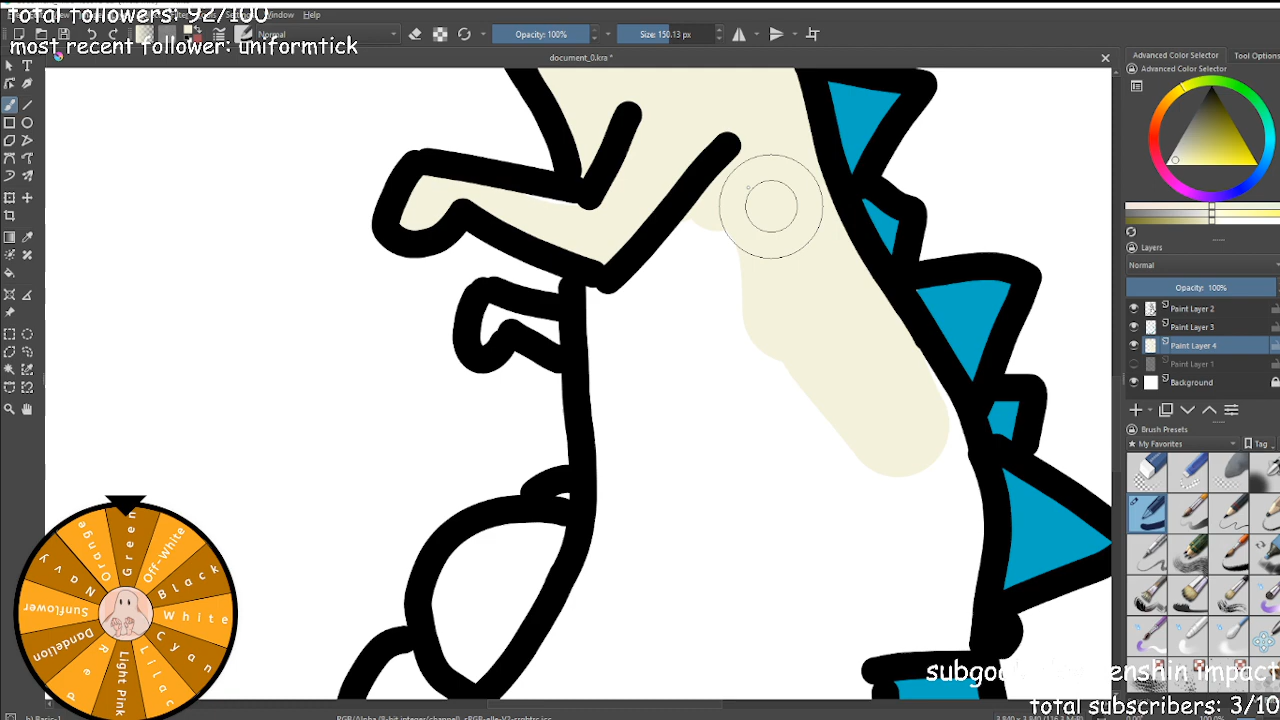 total followers: 92/100
Window
Help
most recent follower: uniformtick
Normal
Opacity: 100%
Size: 150.13 px
document_0.kra *
Advanced Color Selector
Tool Options
Advanced Color Selector
Layers
Normal
Opacity: 100%
Paint Layer 2
Paint Layer 3
Paint Layer 4
Paint Layer 1
Background
Brush Presets
My Favorites
Tag
Green
Off-White
Black
White
Cyan
Lilac
Light Pink
Red
Dandelion
Sunflower
Navy
Orange
enshin impact
total subscribers: 3/10